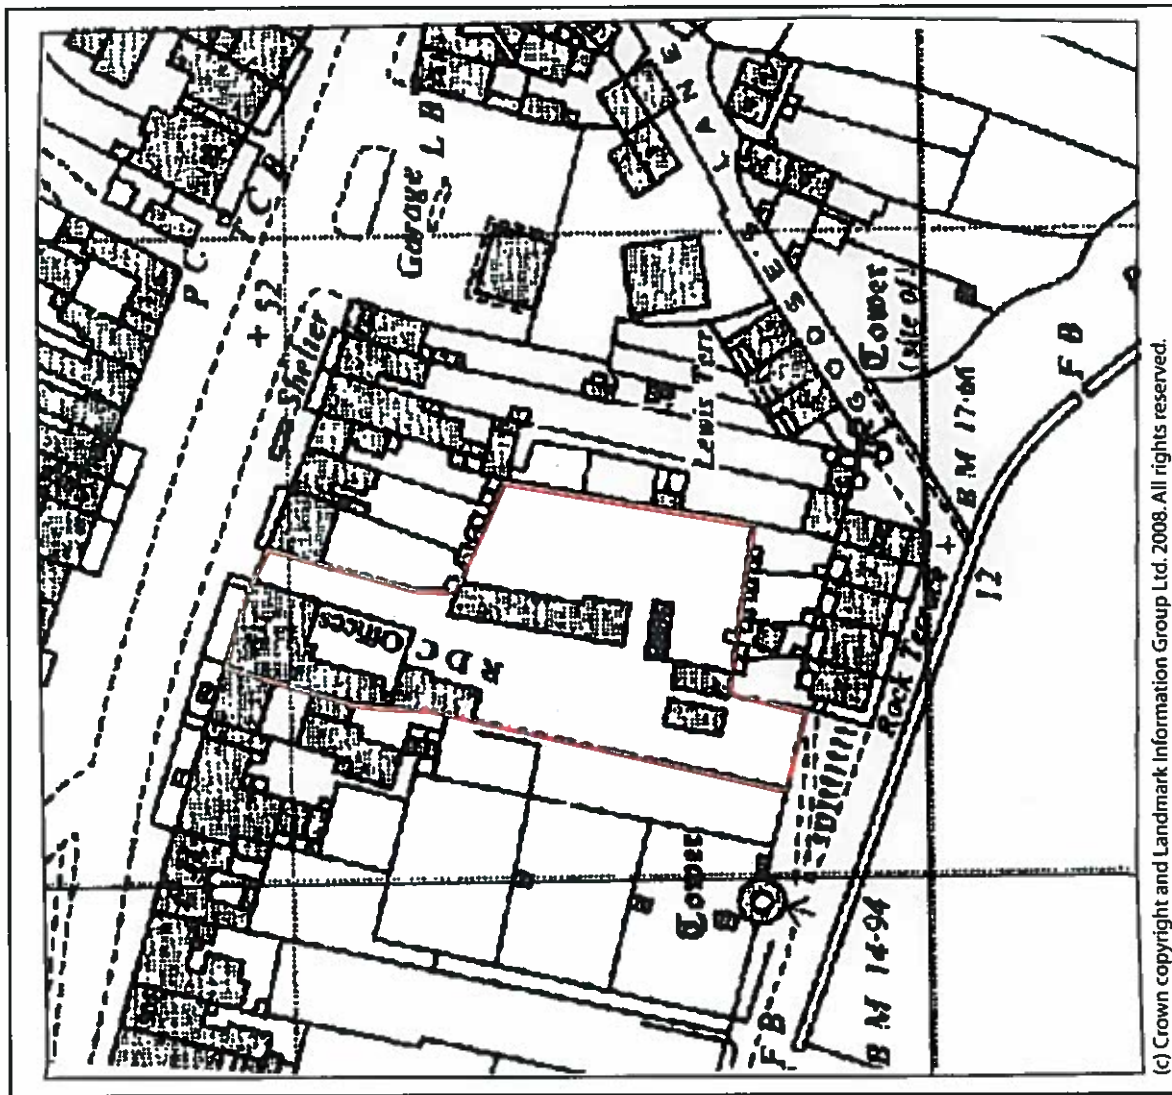 LANE
L B
Garage
T C B
P C
+ 52
Shelter
GOOSE'S
Tower
(site of)
Lewis Terr
F B
B M 17·01
12
Rock Terrace
R D C Offices
Tower
F B
B M 14·94
(c) Crown copyright and Landmark Information Group Ltd. 2008. All rights reserved.